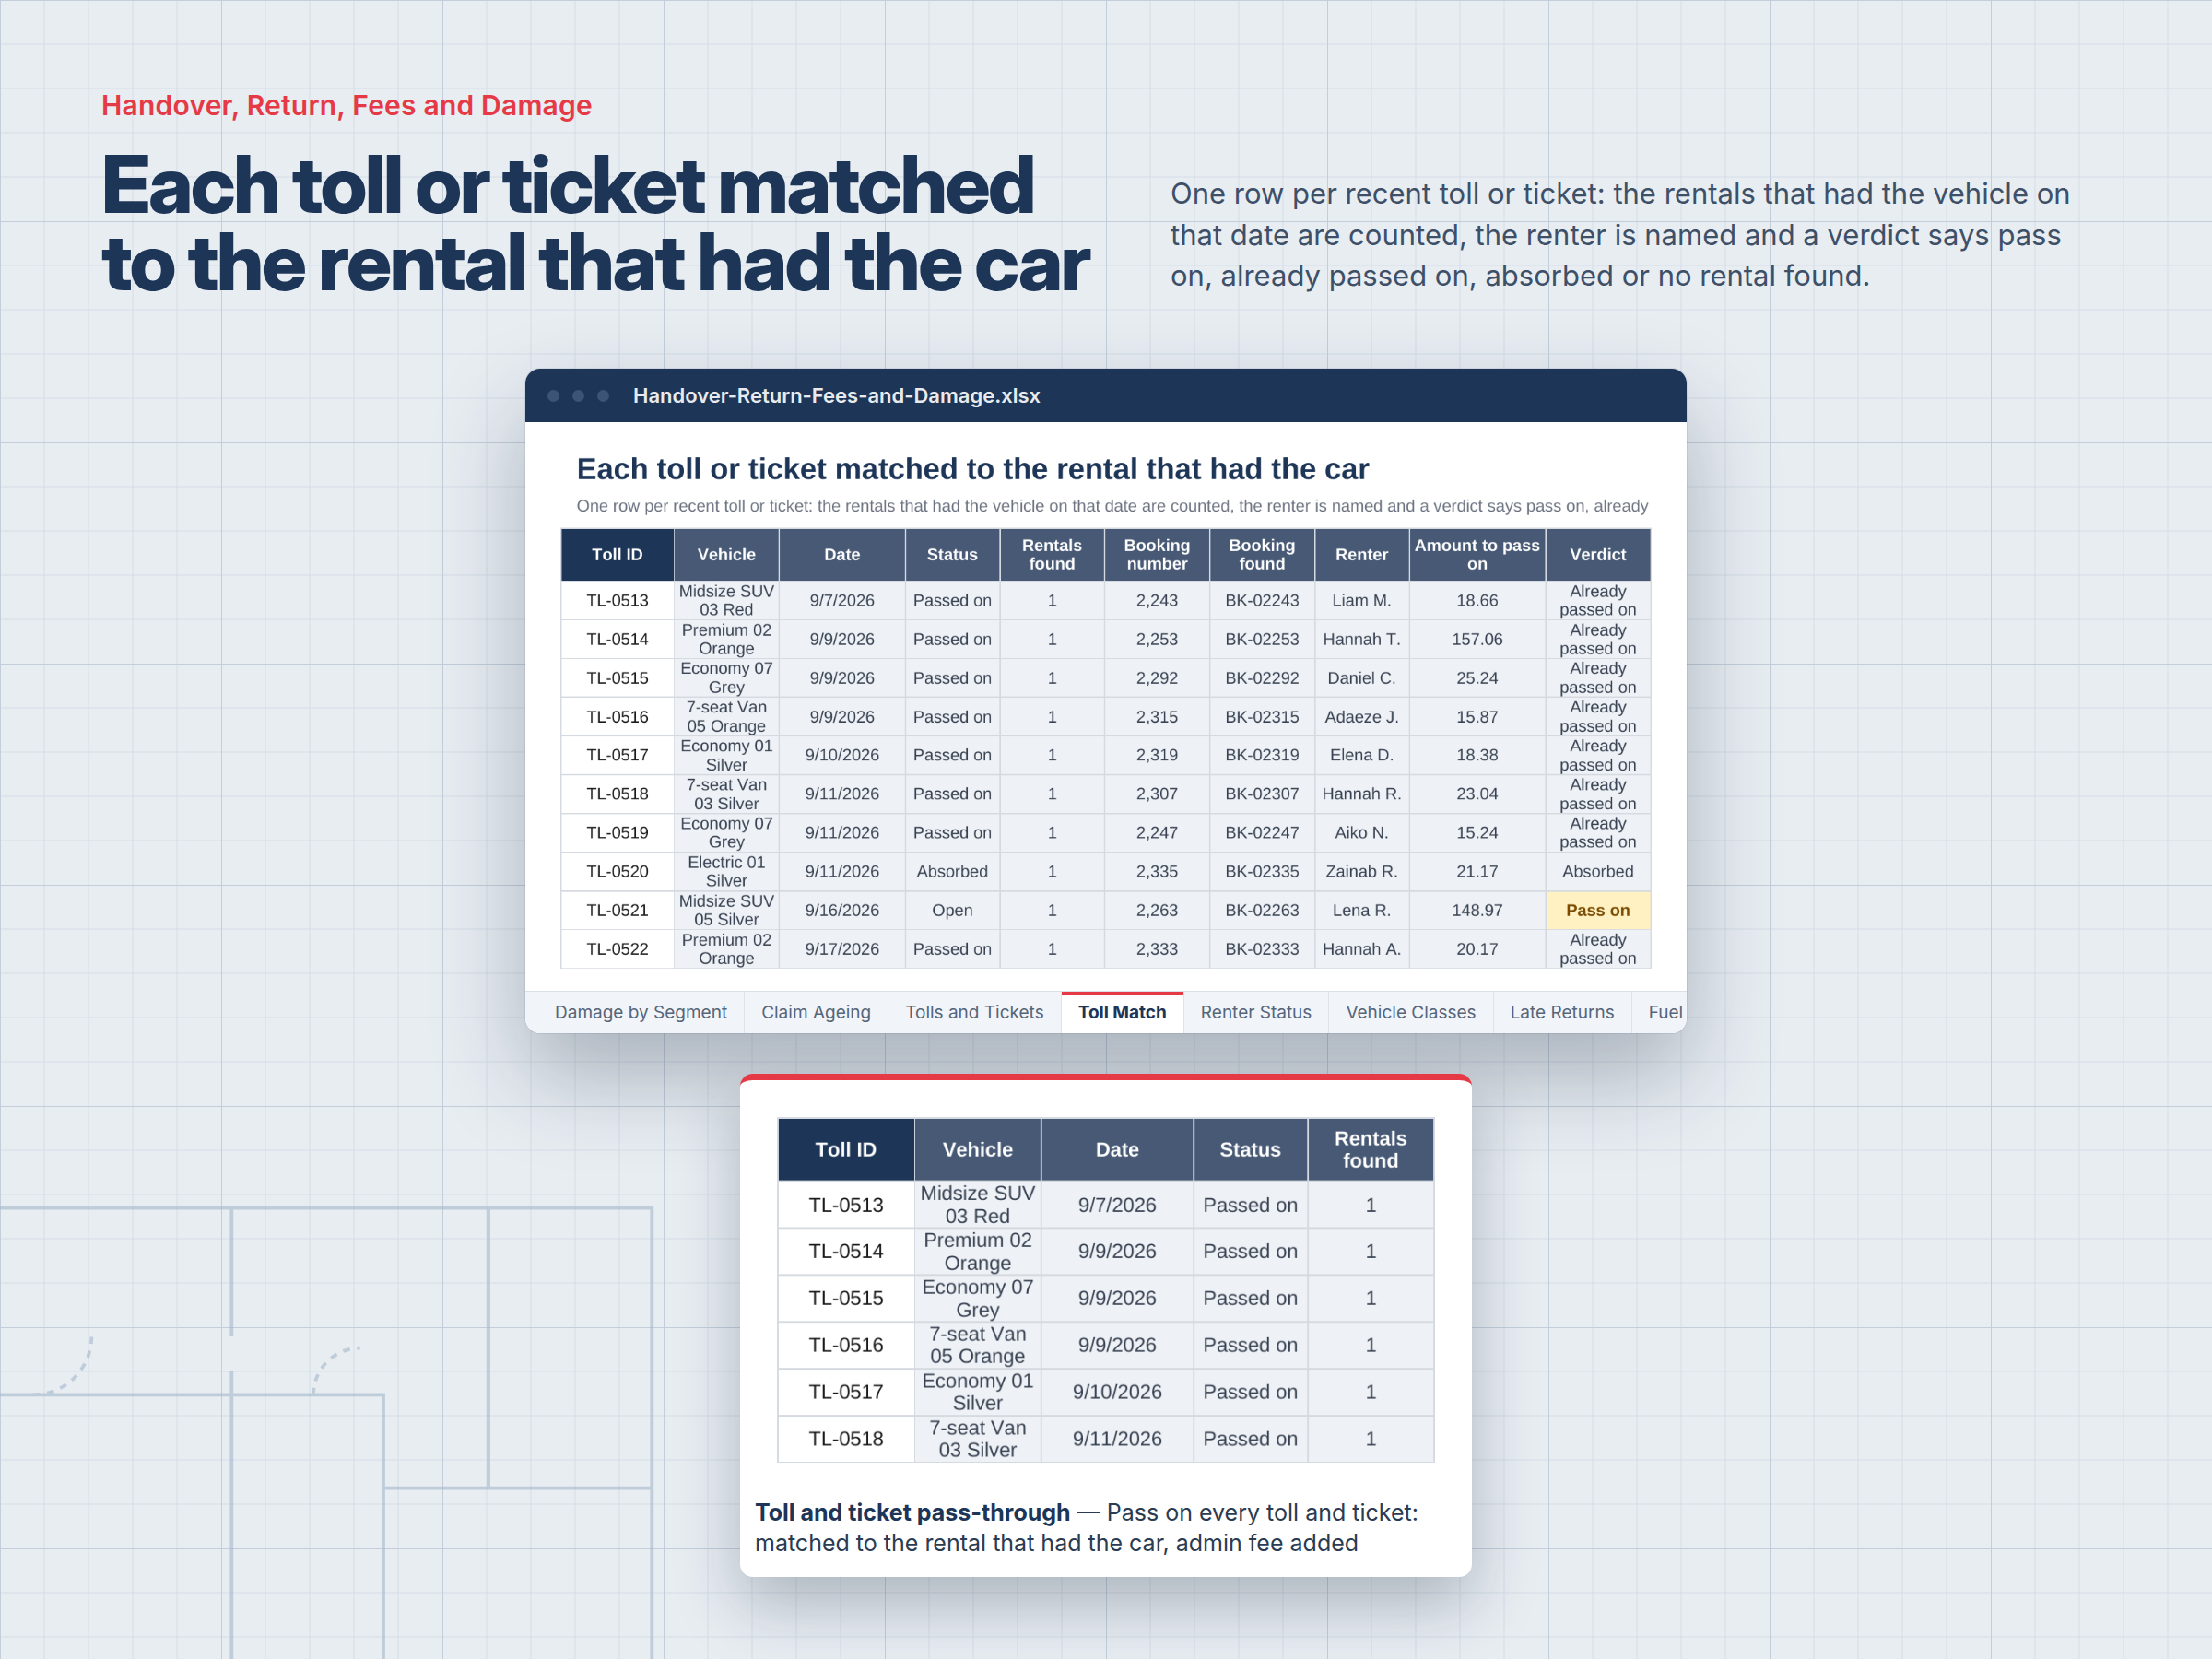 Handover, Return, Fees and Damage
Each toll or ticket matched
to the rental that had the car
One row per recent toll or ticket: the rentals that had the vehicle on
that date are counted, the renter is named and a verdict says pass
on, already passed on, absorbed or no rental found.
Handover-Return-Fees-and-Damage.xlsx
Each toll or ticket matched to the rental that had the car
One row per recent toll or ticket: the rentals that had the vehicle on that date are counted, the renter is named and a verdict says pass on, already
Toll ID Vehicle Date Status Rentals found Booking number Booking found Renter Amount to pass on Verdict
TL-0513 Midsize SUV 03 Red 9/7/2026 Passed on 1 2,243 BK-02243 Liam M. 18.66 Already passed on
TL-0514 Premium 02 Orange 9/9/2026 Passed on 1 2,253 BK-02253 Hannah T. 157.06 Already passed on
TL-0515 Economy 07 Grey 9/9/2026 Passed on 1 2,292 BK-02292 Daniel C. 25.24 Already passed on
TL-0516 7-seat Van 05 Orange 9/9/2026 Passed on 1 2,315 BK-02315 Adaeze J. 15.87 Already passed on
TL-0517 Economy 01 Silver 9/10/2026 Passed on 1 2,319 BK-02319 Elena D. 18.38 Already passed on
TL-0518 7-seat Van 03 Silver 9/11/2026 Passed on 1 2,307 BK-02307 Hannah R. 23.04 Already passed on
TL-0519 Economy 07 Grey 9/11/2026 Passed on 1 2,247 BK-02247 Aiko N. 15.24 Already passed on
TL-0520 Electric 01 Silver 9/11/2026 Absorbed 1 2,335 BK-02335 Zainab R. 21.17 Absorbed
TL-0521 Midsize SUV 05 Silver 9/16/2026 Open 1 2,263 BK-02263 Lena R. 148.97 Pass on
TL-0522 Premium 02 Orange 9/17/2026 Passed on 1 2,333 BK-02333 Hannah A. 20.17 Already passed on
Damage by Segment Claim Ageing Tolls and Tickets Toll Match Renter Status Vehicle Classes Late Returns Fuel
Toll ID Vehicle Date Status Rentals found
TL-0513 Midsize SUV 03 Red 9/7/2026 Passed on 1
TL-0514 Premium 02 Orange 9/9/2026 Passed on 1
TL-0515 Economy 07 Grey 9/9/2026 Passed on 1
TL-0516 7-seat Van 05 Orange 9/9/2026 Passed on 1
TL-0517 Economy 01 Silver 9/10/2026 Passed on 1
TL-0518 7-seat Van 03 Silver 9/11/2026 Passed on 1
Toll and ticket pass-through — Pass on every toll and ticket:
matched to the rental that had the car, admin fee added